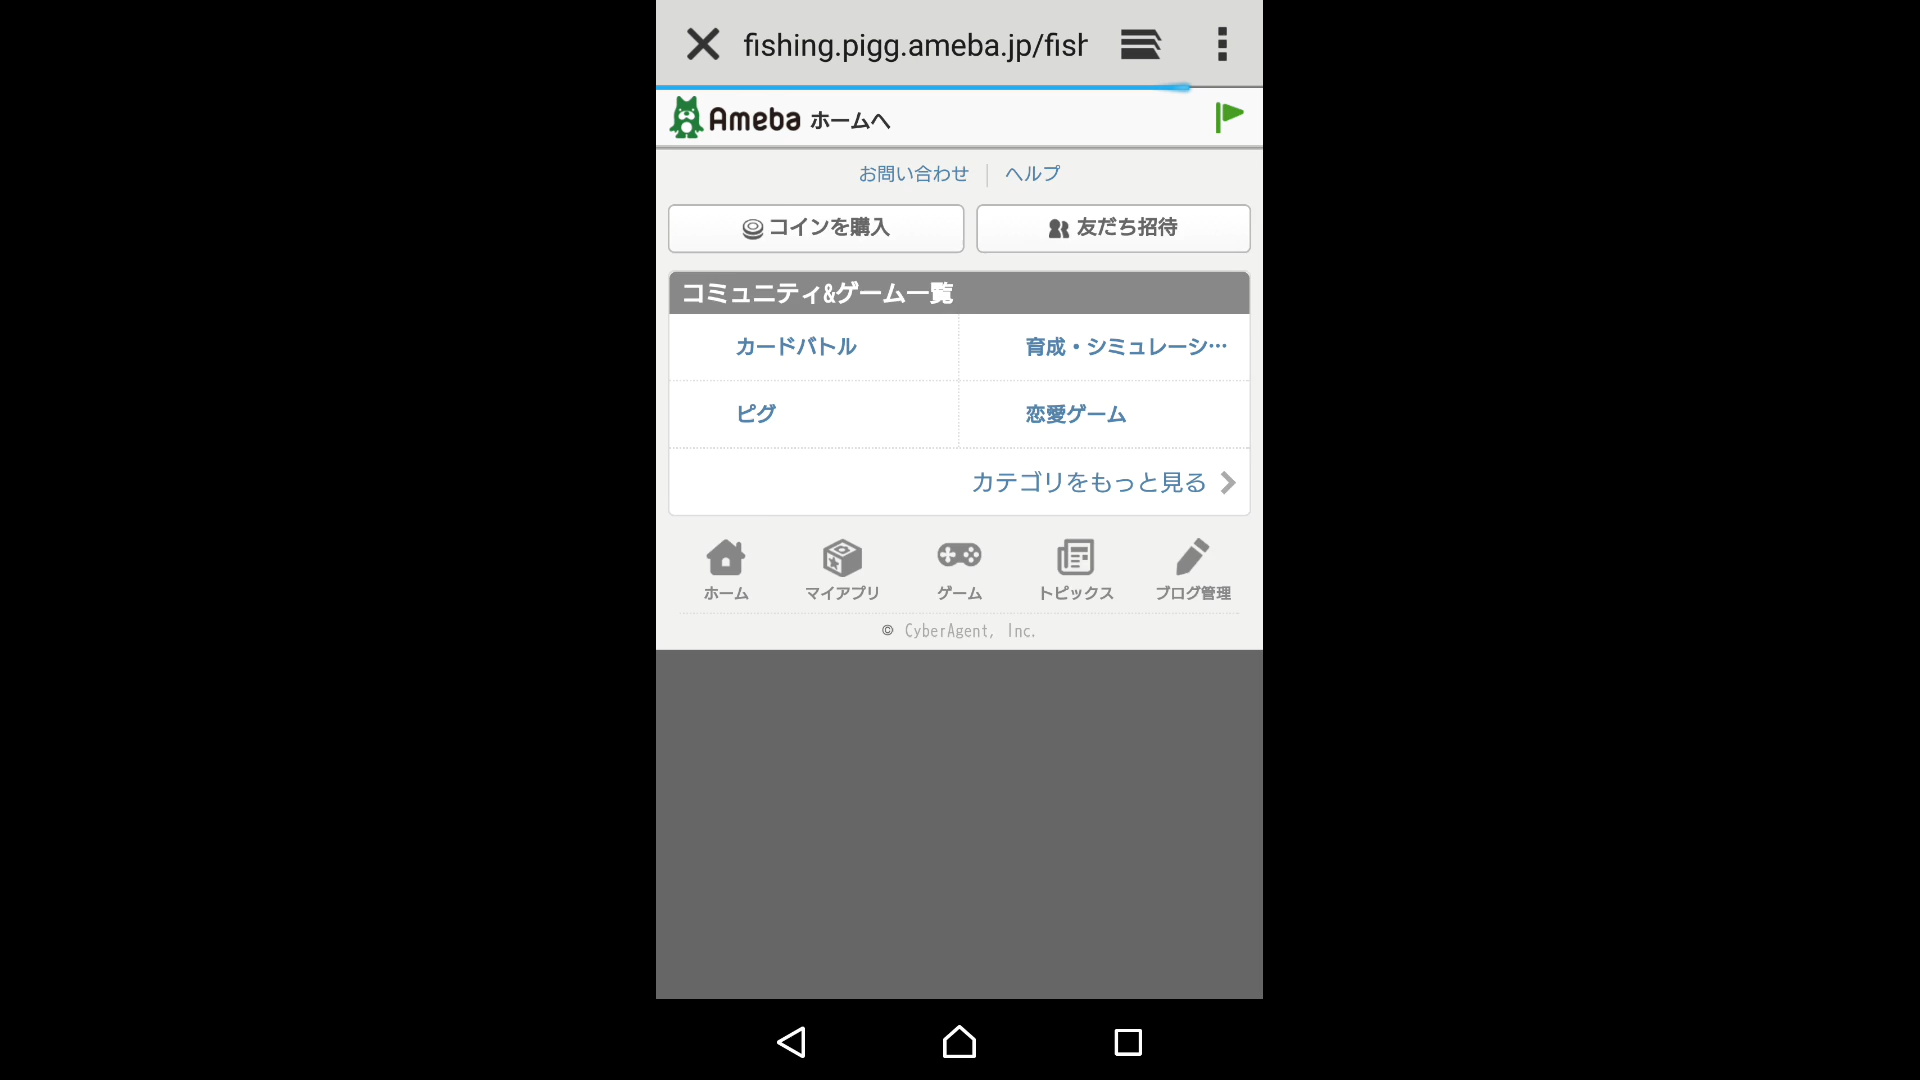 fishing.pigg.ameba.jp/fish
Ameba ホームへ
お問い合わせ ヘルプ
コインを購入 友だち招待
コミュニティ&ゲーム一覧
カードバトル 育成・シミュレーシ…
ピグ 恋愛ゲーム
カテゴリをもっと見る
ホーム マイアプリ ゲーム トピックス ブログ管理
© CyberAgent, Inc.